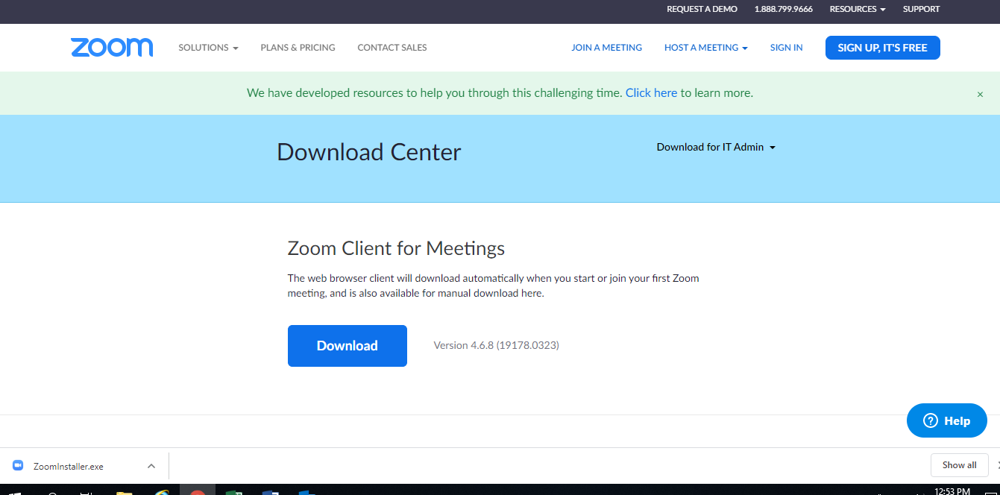 REQUEST A DEMO 1.888.799.9666 RESOURCES SUPPORT
zoom SOLUTIONS PLANS & PRICING CONTACT SALES JOIN A MEETING HOST A MEETING SIGN IN SIGN UP, IT'S FREE
We have developed resources to help you through this challenging time. Click here to learn more. ×
Download Center Download for IT Admin
Zoom Client for Meetings
The web browser client will download automatically when you start or join your first Zoom
meeting, and is also available for manual download here.
Download Version 4.6.8 (19178.0323)
? Help
ZoomInstaller.exe Show all
12:53 PM